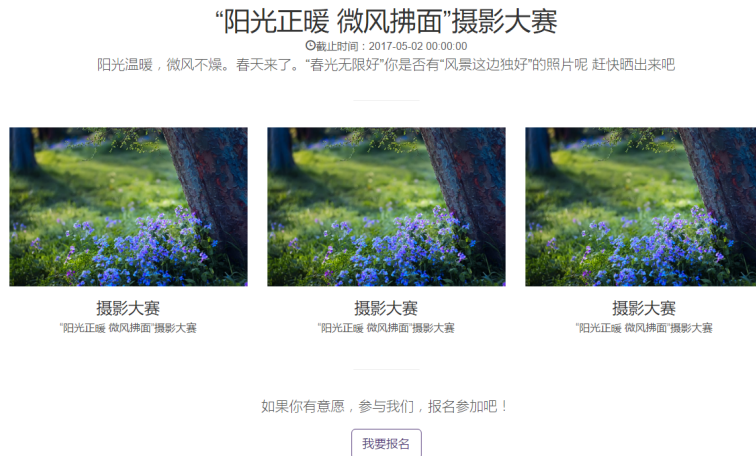 “阳光正暖 微风拂面”摄影大赛
截止时间：2017-05-02 00:00:00
阳光温暖，微风不燥。春天来了。“春光无限好”你是否有“风景这边独好”的照片呢 赶快晒出来吧
摄影大赛
“阳光正暖 微风拂面”摄影大赛
摄影大赛
“阳光正暖 微风拂面”摄影大赛
摄影大赛
“阳光正暖 微风拂面”摄影大赛
如果你有意愿，参与我们，报名参加吧！
我要报名